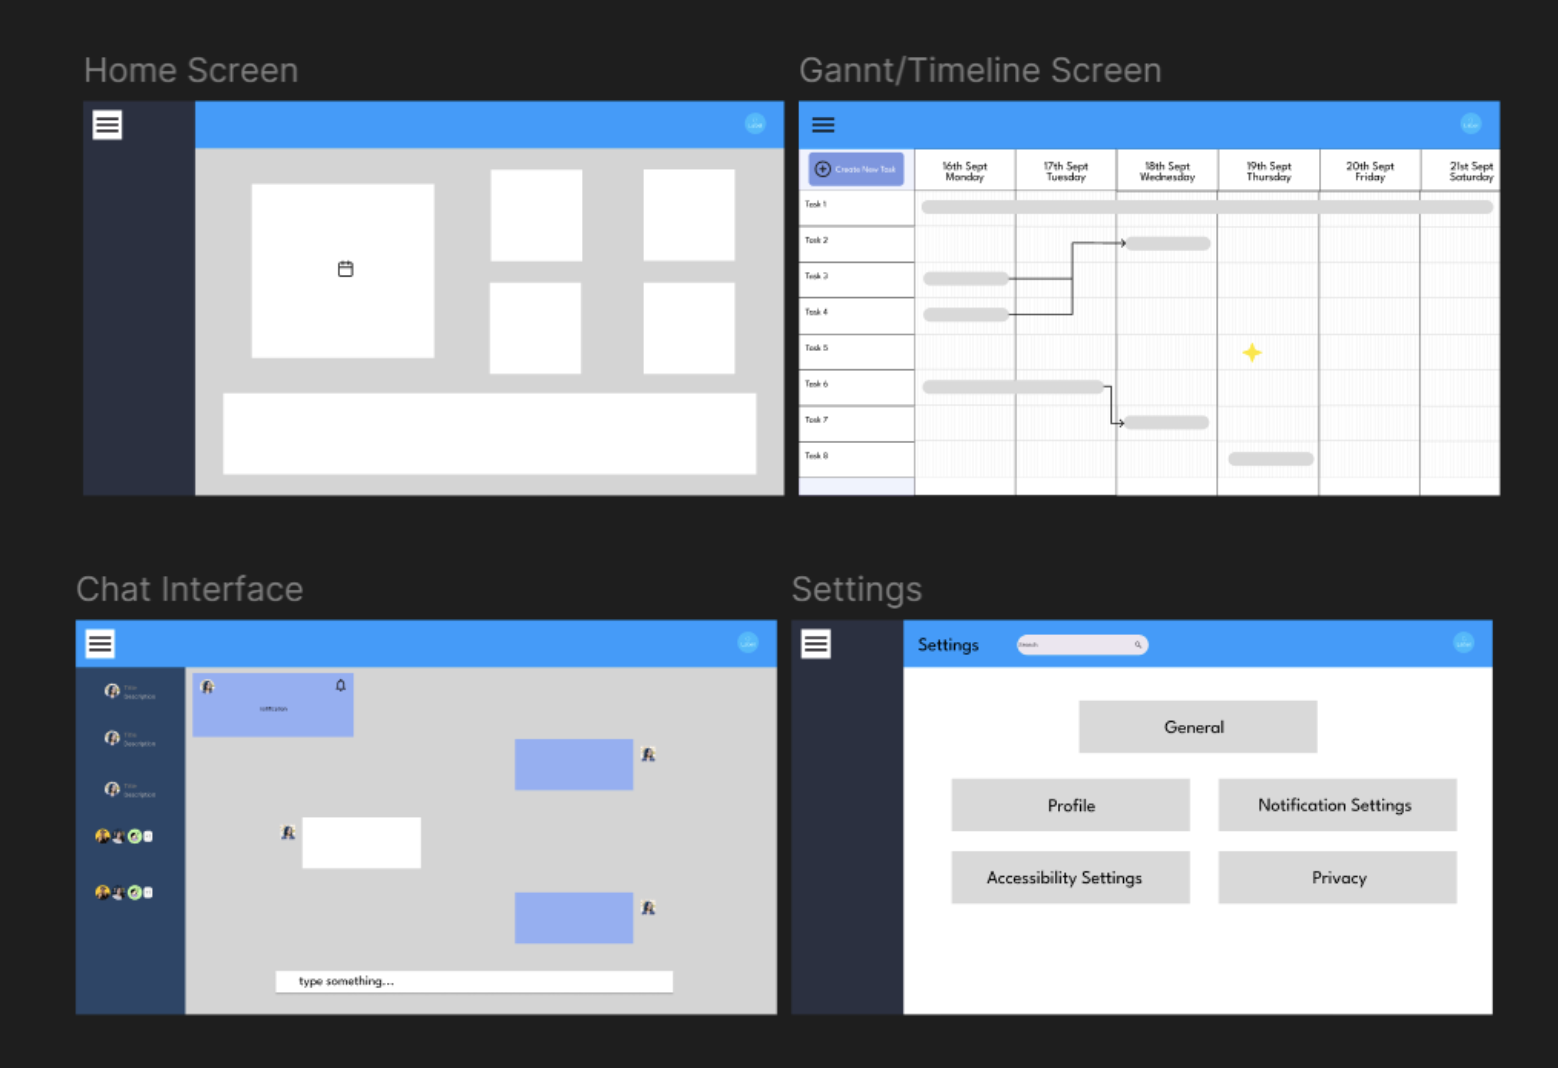 Home Screen
Gannt/Timeline Screen
Create New Task
16th Sept
Monday
17th Sept
Tuesday
18th Sept
Wednesday
19th Sept
Thursday
20th Sept
Friday
21st Sept
Saturday
Task 1
Task 2
Task 3
Task 4
Task 5
Task 6
Task 7
Task 8
Chat Interface
Title
Description
Title
Description
Title
Description
notification
type something...
Settings
Settings
Search
General
Profile
Notification Settings
Accessibility Settings
Privacy